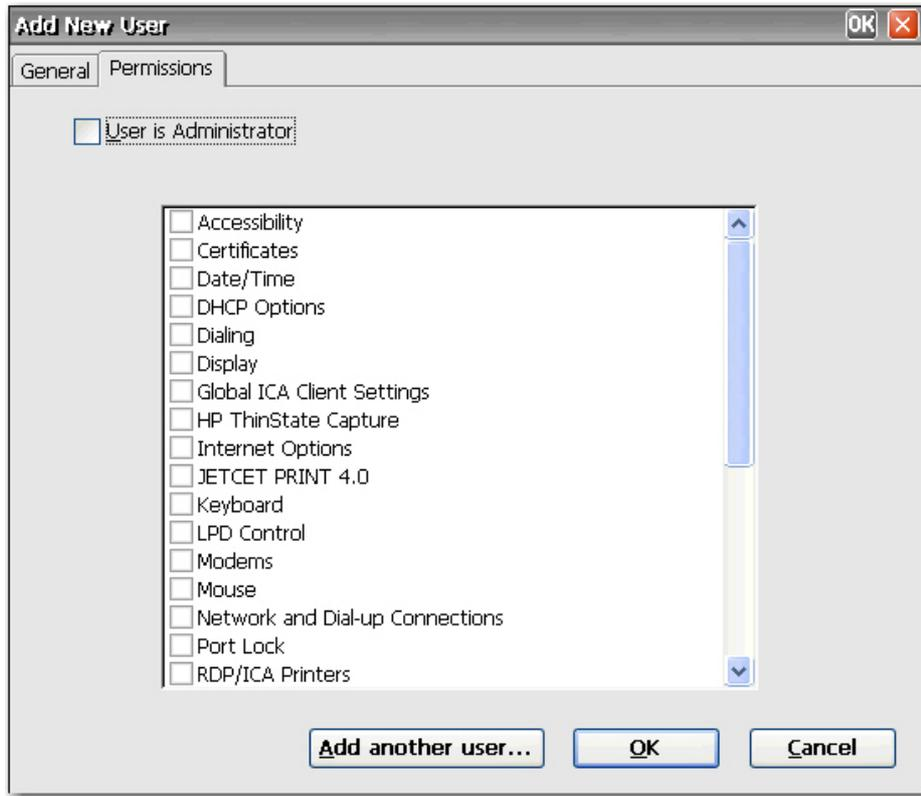 Add New User OK
General Permissions
User is Administrator
Accessibility
Certificates
Date/Time
DHCP Options
Dialing
Display
Global ICA Client Settings
HP ThinState Capture
Internet Options
JETCET PRINT 4.0
Keyboard
LPD Control
Modems
Mouse
Network and Dial-up Connections
Port Lock
RDP/ICA Printers
Add another user... OK Cancel